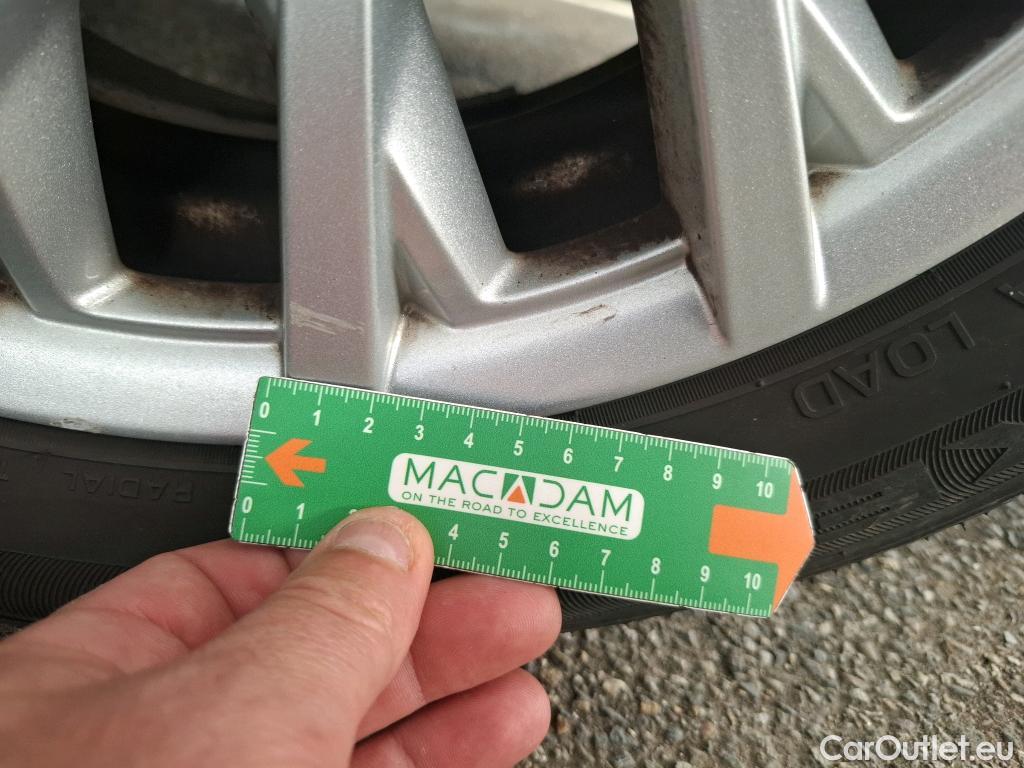 LOAD
RADIAL
0 1 2 3 4 5 6 7 8 9 10
MACADAM
ON THE ROAD TO EXCELLENCE
0 1 4 5 6 7 8 9 10
CarOutlet.eu